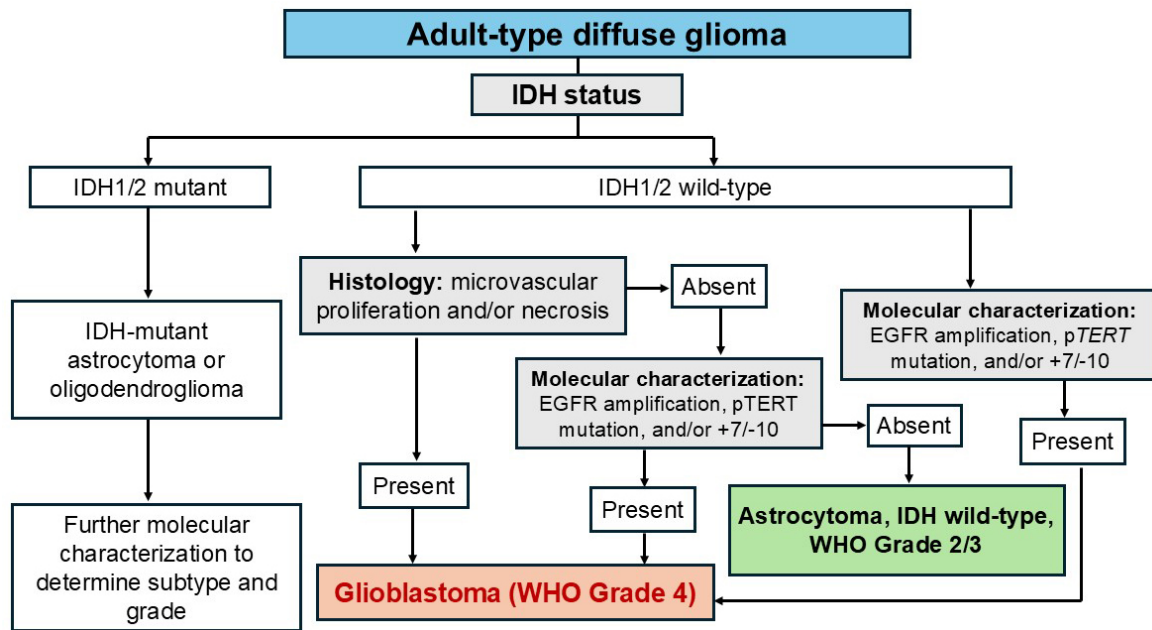 Adult-type diffuse glioma
IDH status
IDH1/2 mutant
IDH1/2 wild-type
Histology: microvascular
proliferation and/or necrosis
Absent
Molecular characterization:
EGFR amplification, pTERT
mutation, and/or +7/-10
IDH-mutant
astrocytoma or
oligodendroglioma
Molecular characterization:
EGFR amplification, pTERT
mutation, and/or +7/-10
Absent
Present
Present
Present
Further molecular
characterization to
determine subtype and
grade
Astrocytoma, IDH wild-type,
WHO Grade 2/3
Glioblastoma (WHO Grade 4)